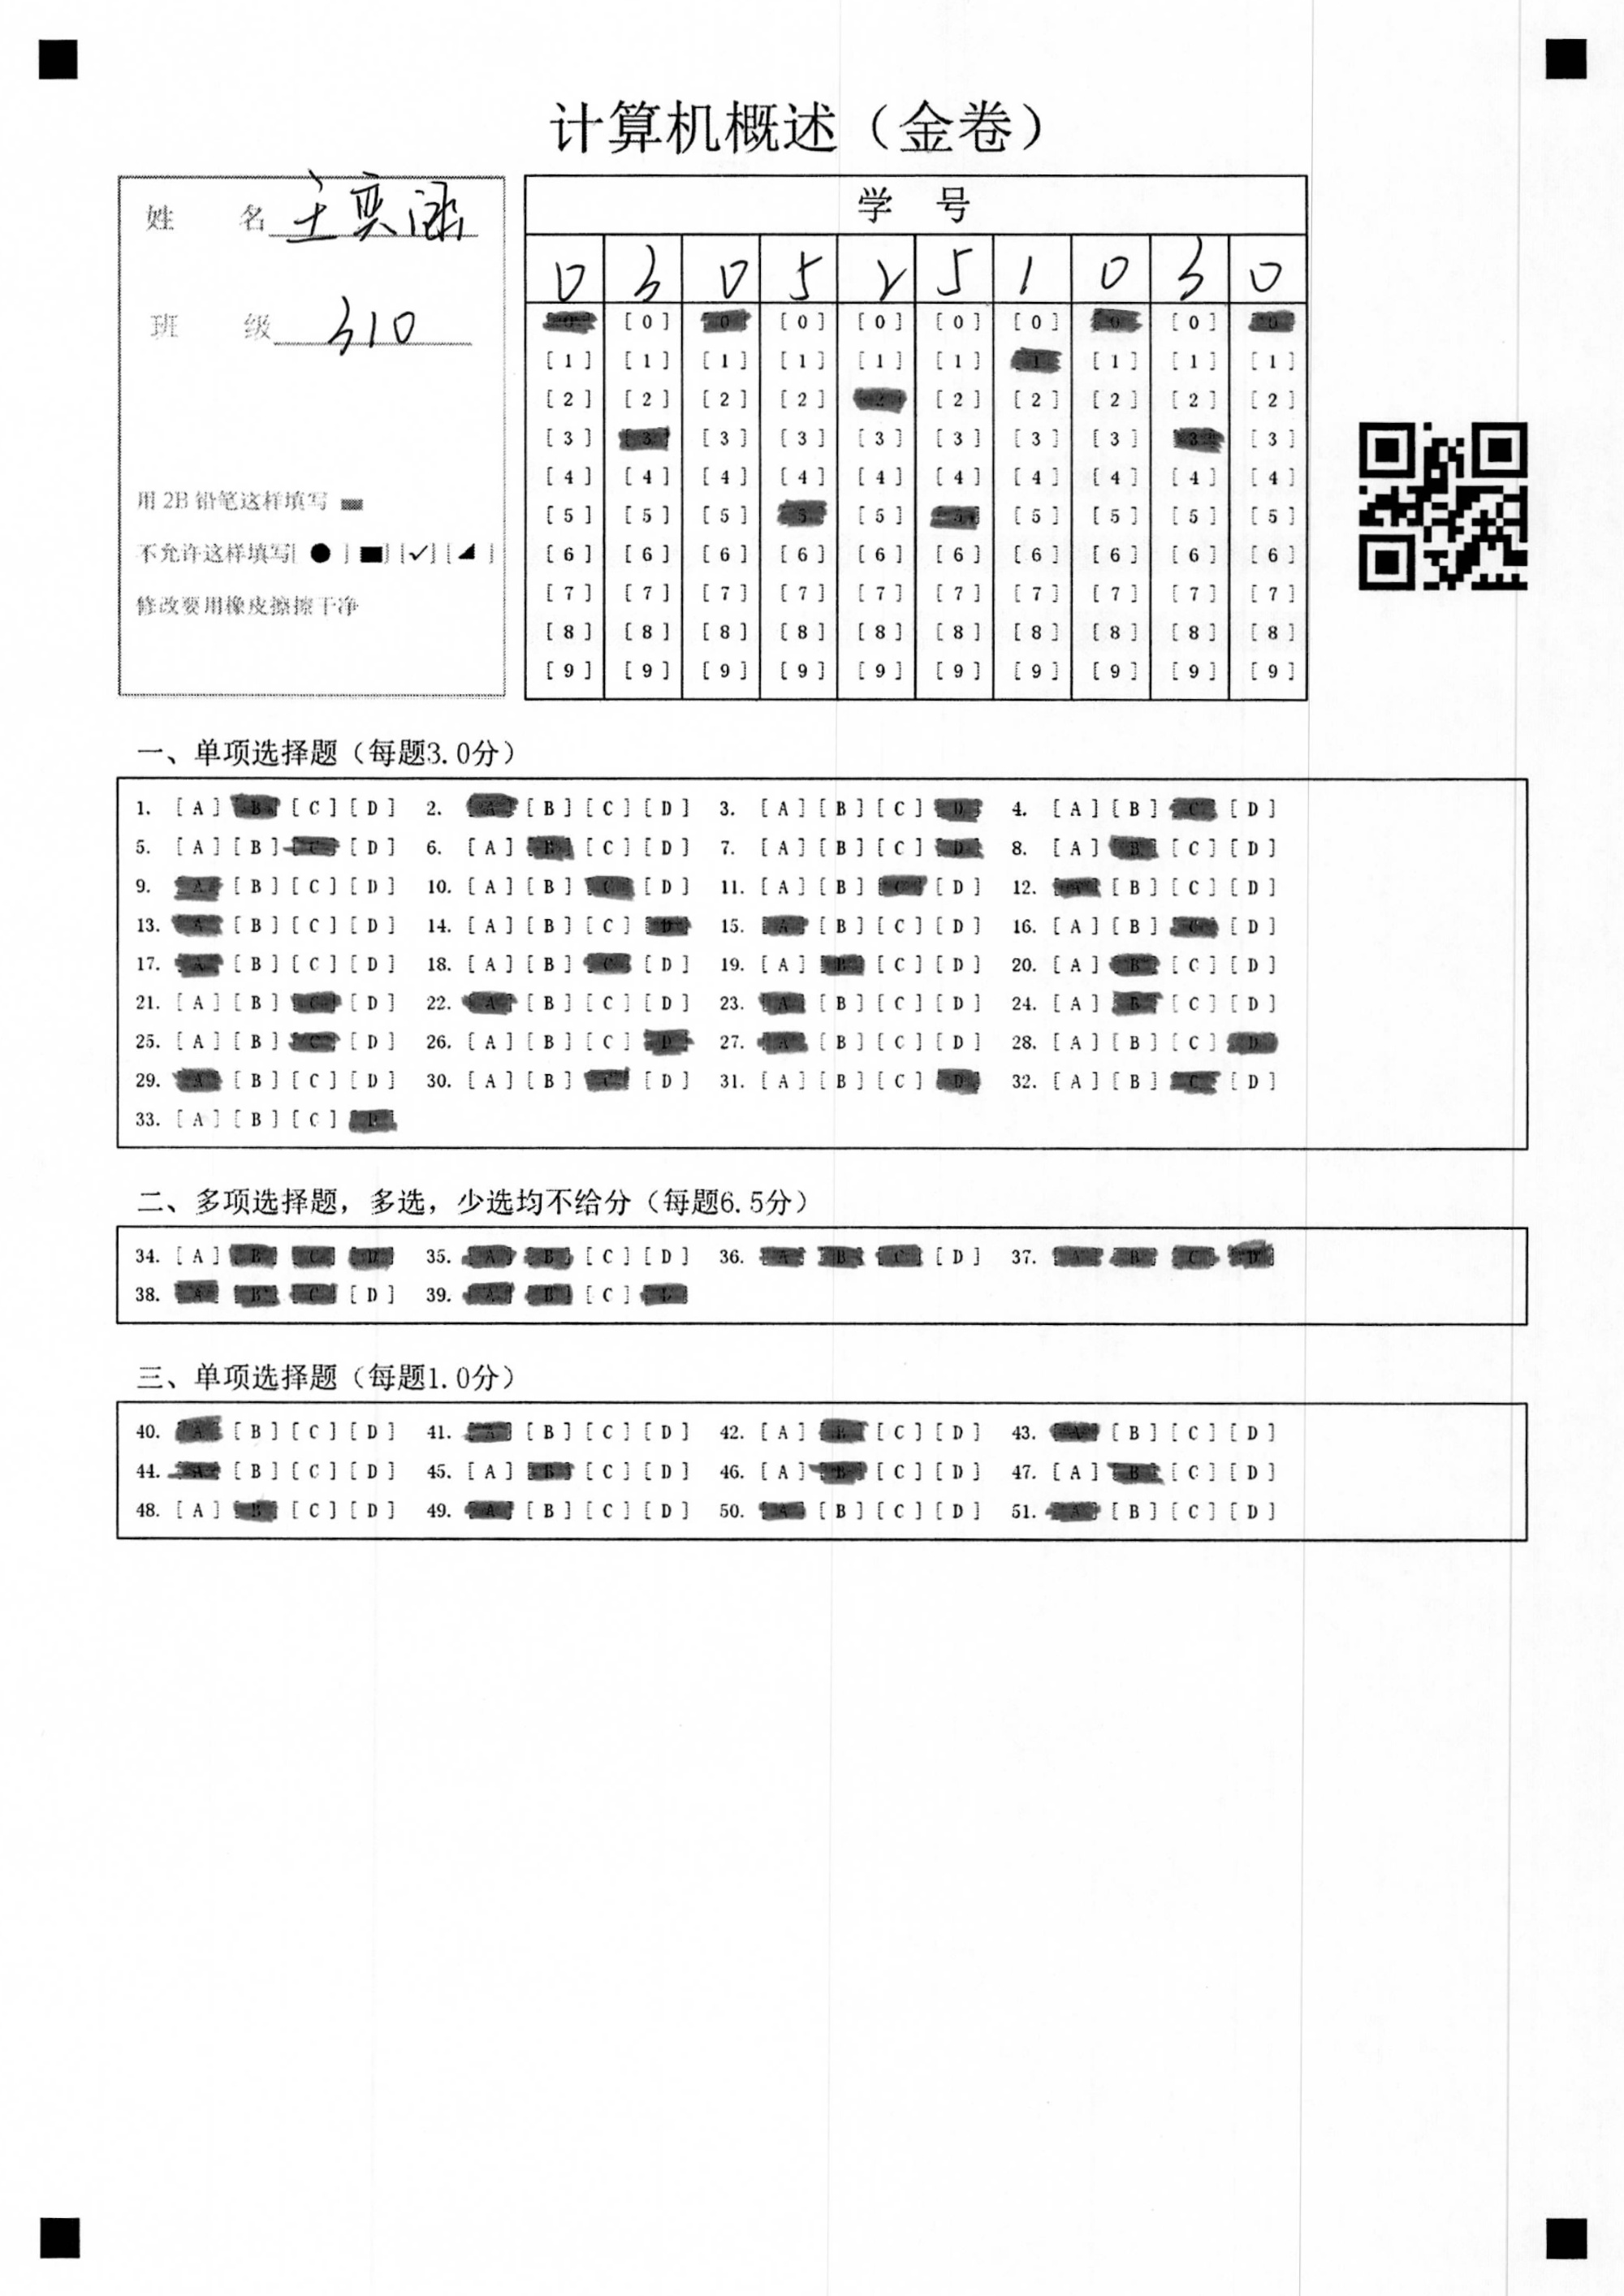 计算机概述（金卷）
姓 名 王奕涵
班 级 310
用 2B 铅笔这样填写
不允许这样填写[ ● ] [■] [✓] [◢ ]
修改要用橡皮擦擦干净
学 号
0 3 0 5 2 5 1 0 3 0
[0] [0] [0] [0] [0] [0] [0] [0] [0] [0]
[1] [1] [1] [1] [1] [1] [1] [1] [1] [1]
[2] [2] [2] [2] [2] [2] [2] [2] [2] [2]
[3] [3] [3] [3] [3] [3] [3] [3] [3] [3]
[4] [4] [4] [4] [4] [4] [4] [4] [4] [4]
[5] [5] [5] [5] [5] [5] [5] [5] [5] [5]
[6] [6] [6] [6] [6] [6] [6] [6] [6] [6]
[7] [7] [7] [7] [7] [7] [7] [7] [7] [7]
[8] [8] [8] [8] [8] [8] [8] [8] [8] [8]
[9] [9] [9] [9] [9] [9] [9] [9] [9] [9]
一、单项选择题（每题3.0分）
1. [A] [B] [C] [D] 2. [A] [B] [C] [D] 3. [A] [B] [C] [D] 4. [A] [B] [C] [D]
5. [A] [B] [C] [D] 6. [A] [B] [C] [D] 7. [A] [B] [C] [D] 8. [A] [B] [C] [D]
9. [A] [B] [C] [D] 10. [A] [B] [C] [D] 11. [A] [B] [C] [D] 12. [A] [B] [C] [D]
13. [A] [B] [C] [D] 14. [A] [B] [C] [D] 15. [A] [B] [C] [D] 16. [A] [B] [C] [D]
17. [A] [B] [C] [D] 18. [A] [B] [C] [D] 19. [A] [B] [C] [D] 20. [A] [B] [C] [D]
21. [A] [B] [C] [D] 22. [A] [B] [C] [D] 23. [A] [B] [C] [D] 24. [A] [B] [C] [D]
25. [A] [B] [C] [D] 26. [A] [B] [C] [D] 27. [A] [B] [C] [D] 28. [A] [B] [C] [D]
29. [A] [B] [C] [D] 30. [A] [B] [C] [D] 31. [A] [B] [C] [D] 32. [A] [B] [C] [D]
33. [A] [B] [C] [D]
二、多项选择题，多选，少选均不给分（每题6.5分）
34. [A] [B] [C] [D] 35. [A] [B] [C] [D] 36. [A] [B] [C] [D] 37. [A] [B] [C] [D]
38. [A] [B] [C] [D] 39. [A] [B] [C] [D]
三、单项选择题（每题1.0分）
40. [A] [B] [C] [D] 41. [A] [B] [C] [D] 42. [A] [B] [C] [D] 43. [A] [B] [C] [D]
44. [A] [B] [C] [D] 45. [A] [B] [C] [D] 46. [A] [B] [C] [D] 47. [A] [B] [C] [D]
48. [A] [B] [C] [D] 49. [A] [B] [C] [D] 50. [A] [B] [C] [D] 51. [A] [B] [C] [D]